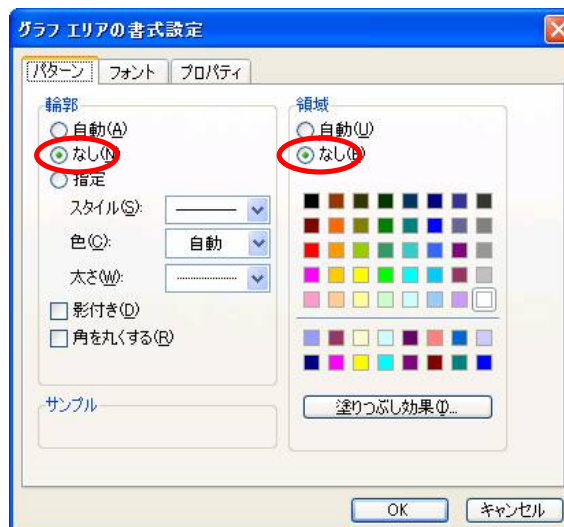 グラフ エリアの書式設定
パターン フォント プロパティ
輪郭
自動(A)
なし(N)
指定
スタイル(S):
色(C): 自動
太さ(W):
影付き(D)
角を丸くする(R)
サンプル
領域
自動(U)
なし(E)
塗りつぶし効果(I)...
OK キャンセル